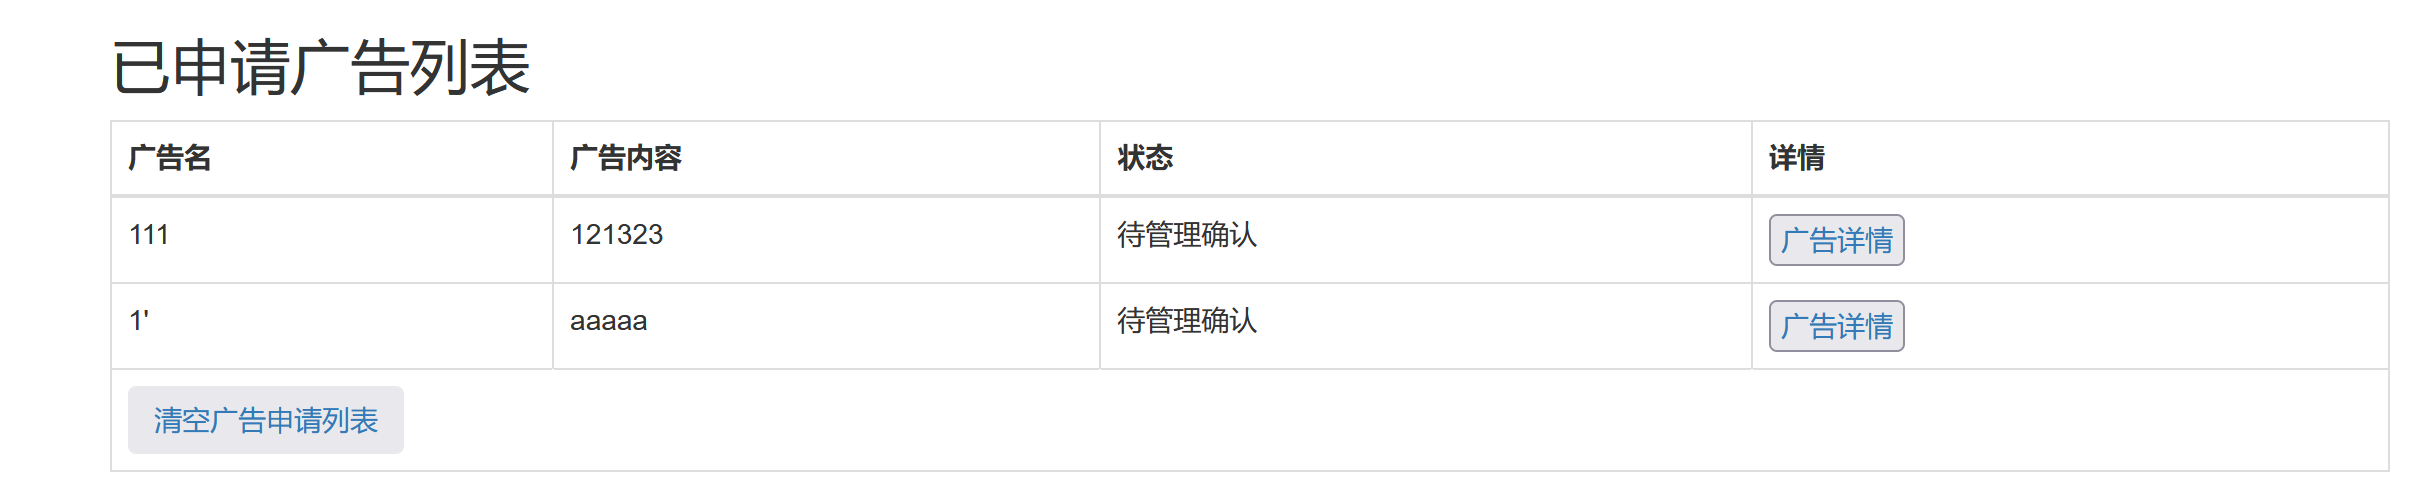 已申请广告列表
广告名 广告内容 状态 详情
111 121323 待管理确认 广告详情
1' aaaaa 待管理确认 广告详情
清空广告申请列表